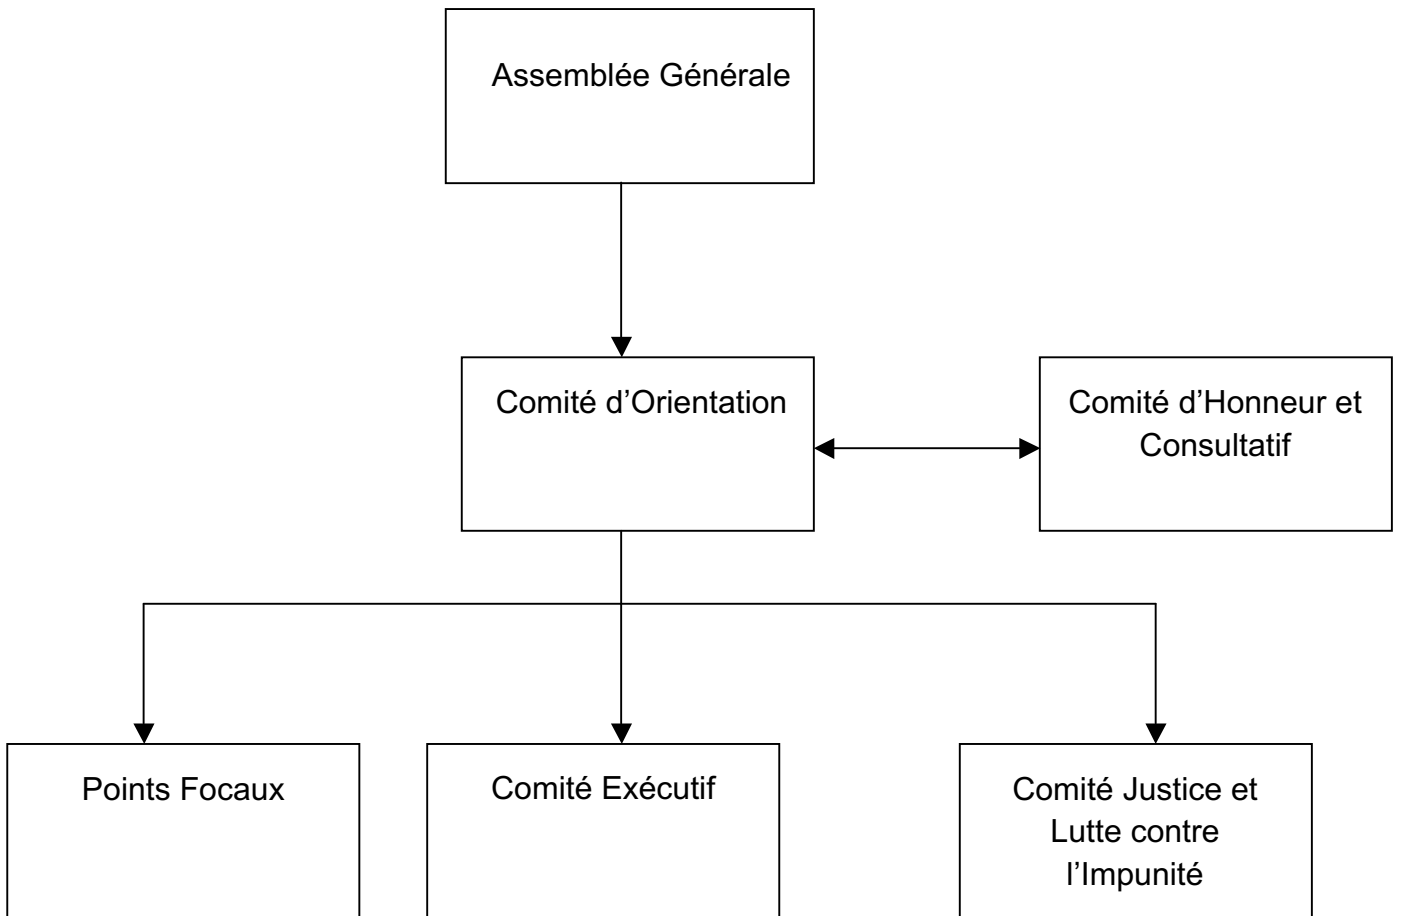 Assemblée Générale
Comité d’Orientation
Comité d’Honneur et
Consultatif
Points Focaux
Comité Exécutif
Comité Justice et
Lutte contre
l’Impunité